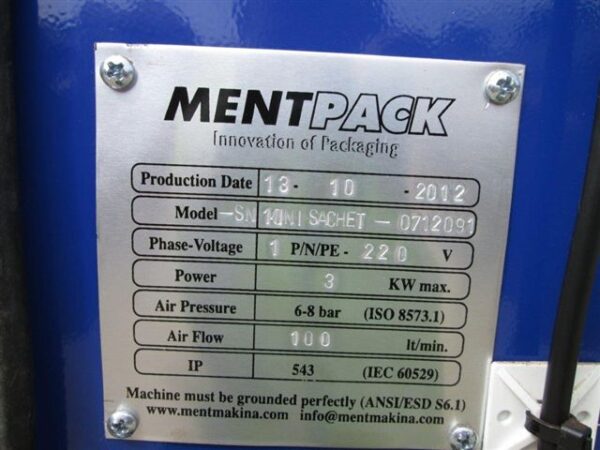 MENTPACK
Innovation of Packaging
Production Date 13- 10 - 2012
Model -SN MINI SACHET - 0712091
Phase-Voltage 1 P/N/PE - 220 V
Power 3 KW max.
Air Pressure 6-8 bar (ISO 8573.1)
Air Flow 100 lt/min.
IP 543 (IEC 60529)
Machine must be grounded perfectly (ANSI/ESD S6.1)
www.mentmakina.com info@mentmakina.com